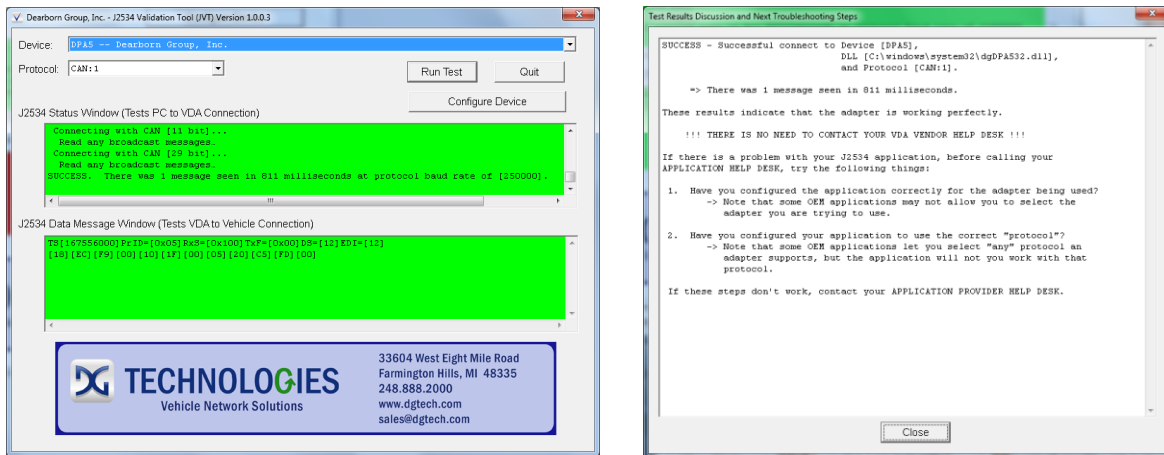 Dearborn Group, Inc. - J2534 Validation Tool (JVT) Version 1.0.0.3
Device: DPA5 -- Dearborn Group, Inc.
Protocol: CAN:1
Run Test
Quit
Configure Device
J2534 Status Window (Tests PC to VDA Connection)
Connecting with CAN [11 bit]...
Read any broadcast messages…
Connecting with CAN [29 bit]...
Read any broadcast messages…
SUCCESS. There was 1 message seen in 811 milliseconds at protocol baud rate of [250000].
J2534 Data Message Window (Tests VDA to Vehicle Connection)
TS[167556000]PrID=[0x05]RxS=[0x100]TxF=[0x00]DS=[12]EDI=[12]
[18][EC][F9][00][10][1F][00][05][20][C5][FD][00]
DG TECHNOLOGIES
Vehicle Network Solutions
33604 West Eight Mile Road
Farmington Hills, MI 48335
248.888.2000
www.dgtech.com
sales@dgtech.com
Test Results Discussion and Next Troubleshooting Steps
SUCCESS - Successful connect to Device [DPA5],
DLL [C:\windows\system32\dgDPA532.dll],
and Protocol [CAN:1].
=> There was 1 message seen in 811 milliseconds.
These results indicate that the adapter is working perfectly.
!!! THERE IS NO NEED TO CONTACT YOUR VDA VENDOR HELP DESK !!!
If there is a problem with your J2534 application, before calling your
APPLICATION HELP DESK, try the following things:
1. Have you configured the application correctly for the adapter being used?
-> Note that some OEM applications may not allow you to select the
adapter you are trying to use.
2. Have you configured your application to use the correct "protocol"?
-> Note that some OEM applications let you select "any" protocol an
adapter supports, but the application will not you work with that
protocol.
If these steps don't work, contact your APPLICATION PROVIDER HELP DESK.
Close